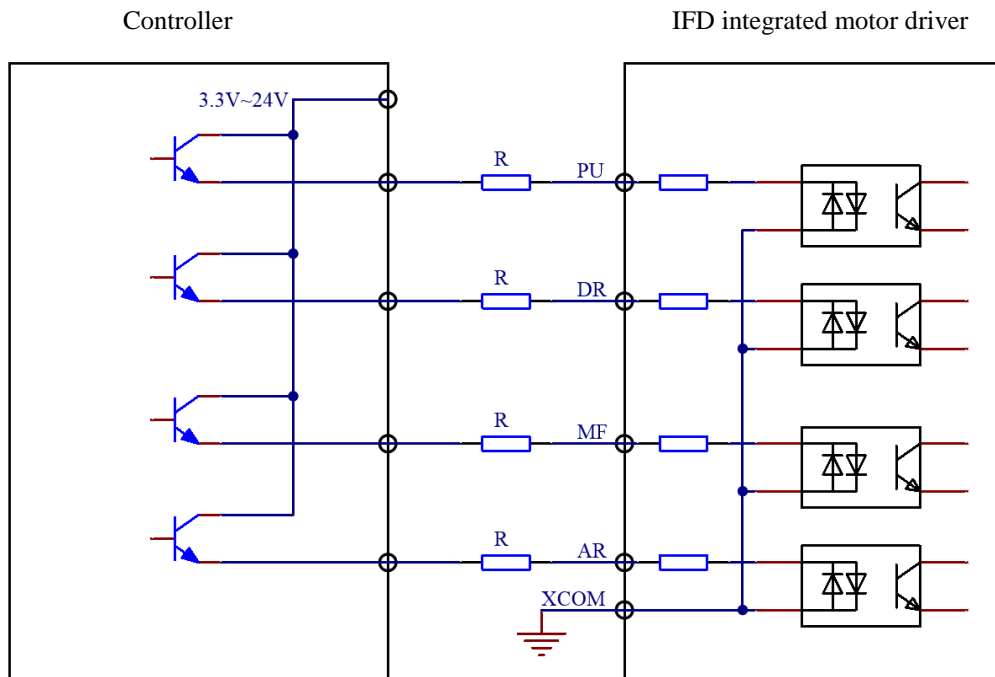 Controller
IFD integrated motor driver
3.3V~24V
R
PU
R
DR
R
MF
R
AR
XCOM